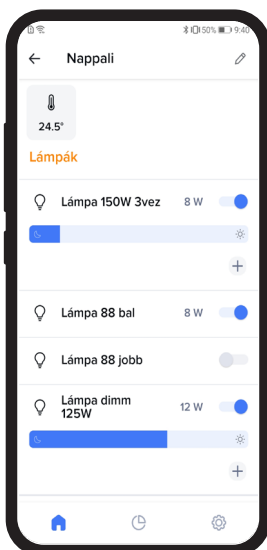 50% 9:40
Nappali
24.5°
Lámpák
Lámpa 150W 3vez 8 W
Lámpa 88 bal 8 W
Lámpa 88 jobb
Lámpa dimm
125W 12 W